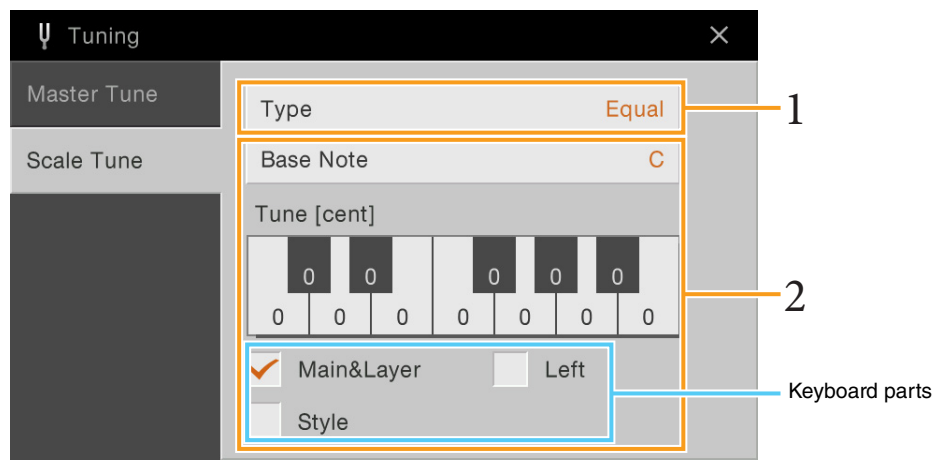 Tuning
Master Tune
Scale Tune
Type Equal
1
Base Note C
Tune [cent]
0 0 0 0 0
0 0 0 0 0 0 0
2
Main&Layer Left
Keyboard parts
Style